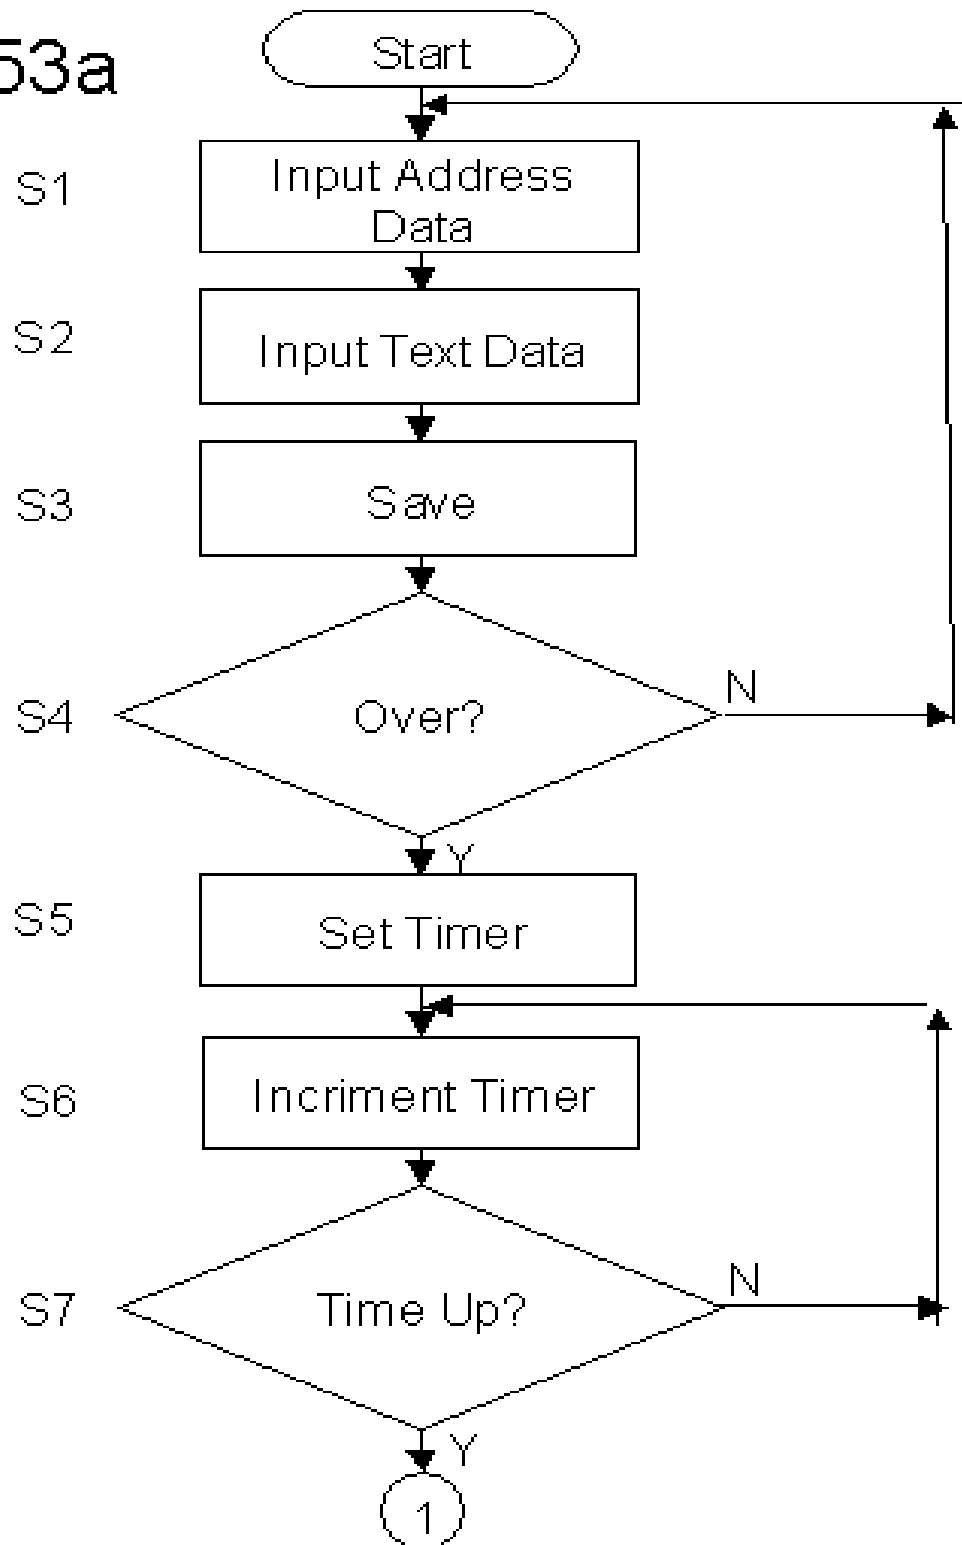 53a
Start
S1
Input Address
Data
S2
Input Text Data
S3
Save
S4
Over?
N
Y
S5
Set Timer
S6
Incriment Timer
S7
Time Up?
N
Y
1